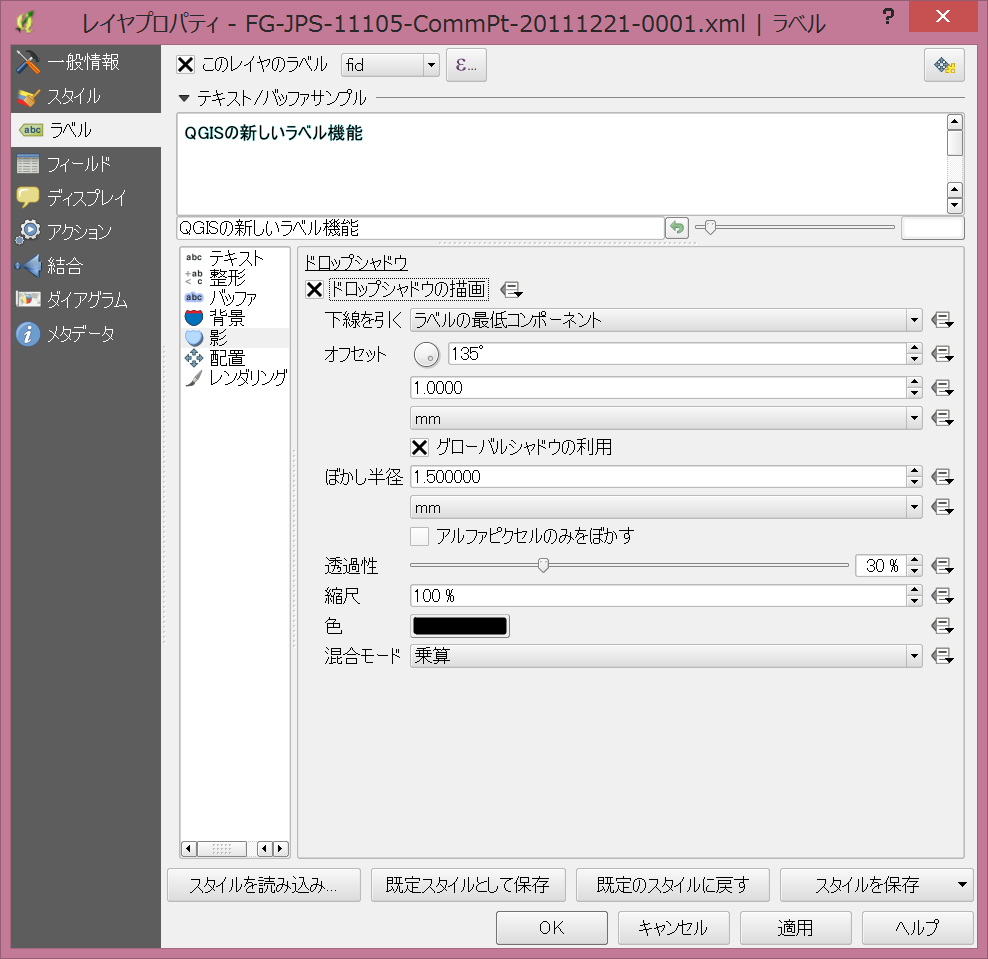 レイヤプロパティ - FG-JPS-11105-CommPt-20111221-0001.xml | ラベル
?
一般情報
スタイル
abc ラベル
フィールド
ディスプレイ
アクション
結合
ダイアグラム
i メタデータ
このレイヤのラベル fid ε...
テキスト/バッファサンプル
QGISの新しいラベル機能
QGISの新しいラベル機能
abc テキスト
+ab < c 整形
abc バッファ
背景
影
配置
レンダリング
ドロップシャドウ
ドロップシャドウの描画
下線を引く ラベルの最低コンポーネント
オフセット 135°
1.0000
mm
グローバルシャドウの利用
ぼかし半径 1.500000
mm
アルファピクセルのみをぼかす
透過性 30 %
縮尺 100 %
色
混合モード 乗算
スタイルを読み込み... 既定スタイルとして保存 既定のスタイルに戻す スタイルを保存
OK キャンセル 適用 ヘルプ